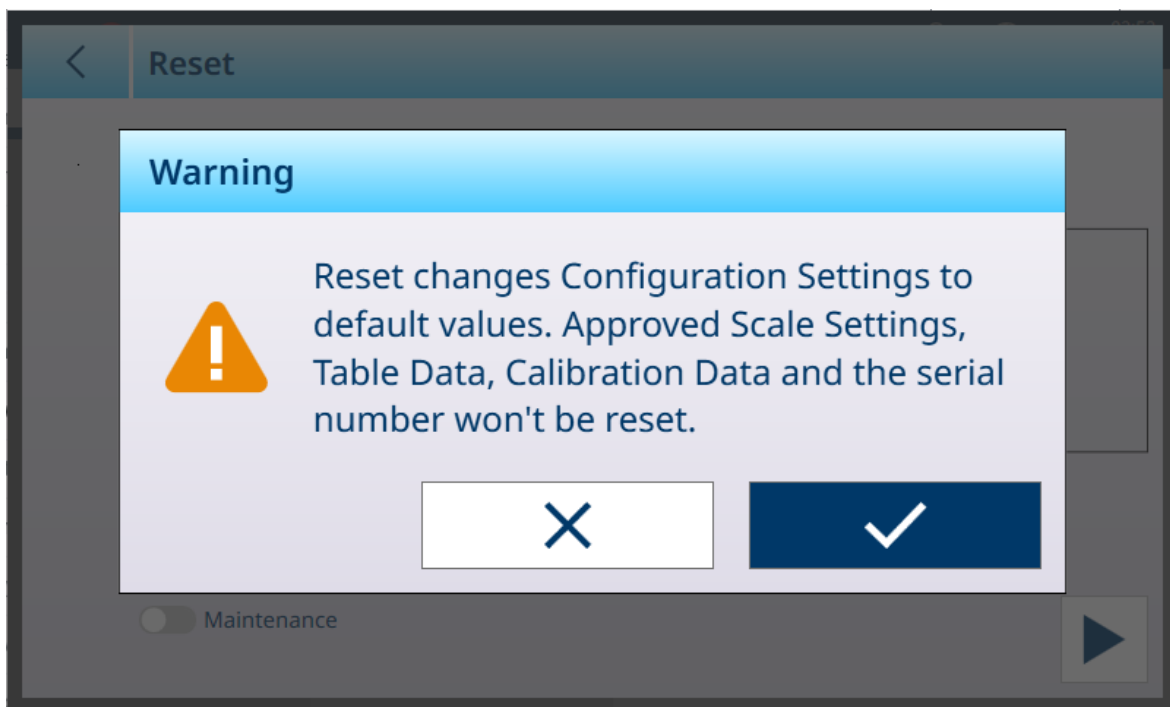 Reset
Warning
Reset changes Configuration Settings to
default values. Approved Scale Settings,
Table Data, Calibration Data and the serial
number won't be reset.
Maintenance